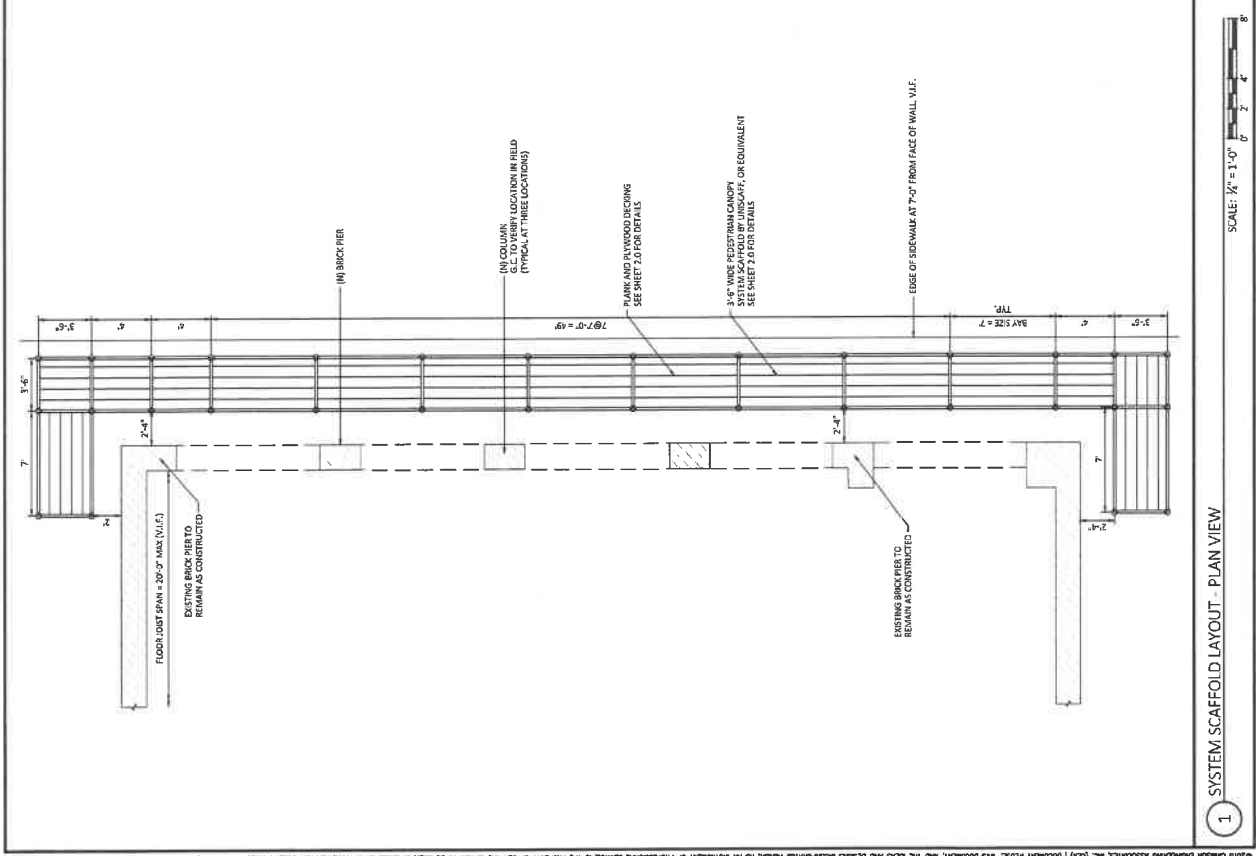 3'-6"
4'
4'
7@7'-0" = 49'
BAY SIZE = 7'
TYP.
4'
3'-6"
3'-6"
7'
2'-4"
2'
2'-4"
7'
2'-4"
FLOOR JOIST SPAN = 20'-0" MAX (V.I.F.)
EXISTING BRICK PIER TO
REMAIN AS CONSTRUCTED
(N) BRICK PIER
(N) COLUMN
G.C. TO VERIFY LOCATION IN FIELD
(TYPICAL AT THREE LOCATIONS)
PLANK AND PLYWOOD DECKING
SEE SHEET 2.0 FOR DETAILS
3'-6" WIDE PEDESTRIAN CANOPY
SYSTEM SCAFFOLD BY UNISCAFF, OR EQUIVALENT
SEE SHEET 2.0 FOR DETAILS
EDGE OF SIDEWALK AT 7'-0" FROM FACE OF WALL V.I.F.
EXISTING BRICK PIER TO
REMAIN AS CONSTRUCTED
1
SYSTEM SCAFFOLD LAYOUT - PLAN VIEW
SCALE: ¼" = 1'-0"
0' 2' 4' 8'